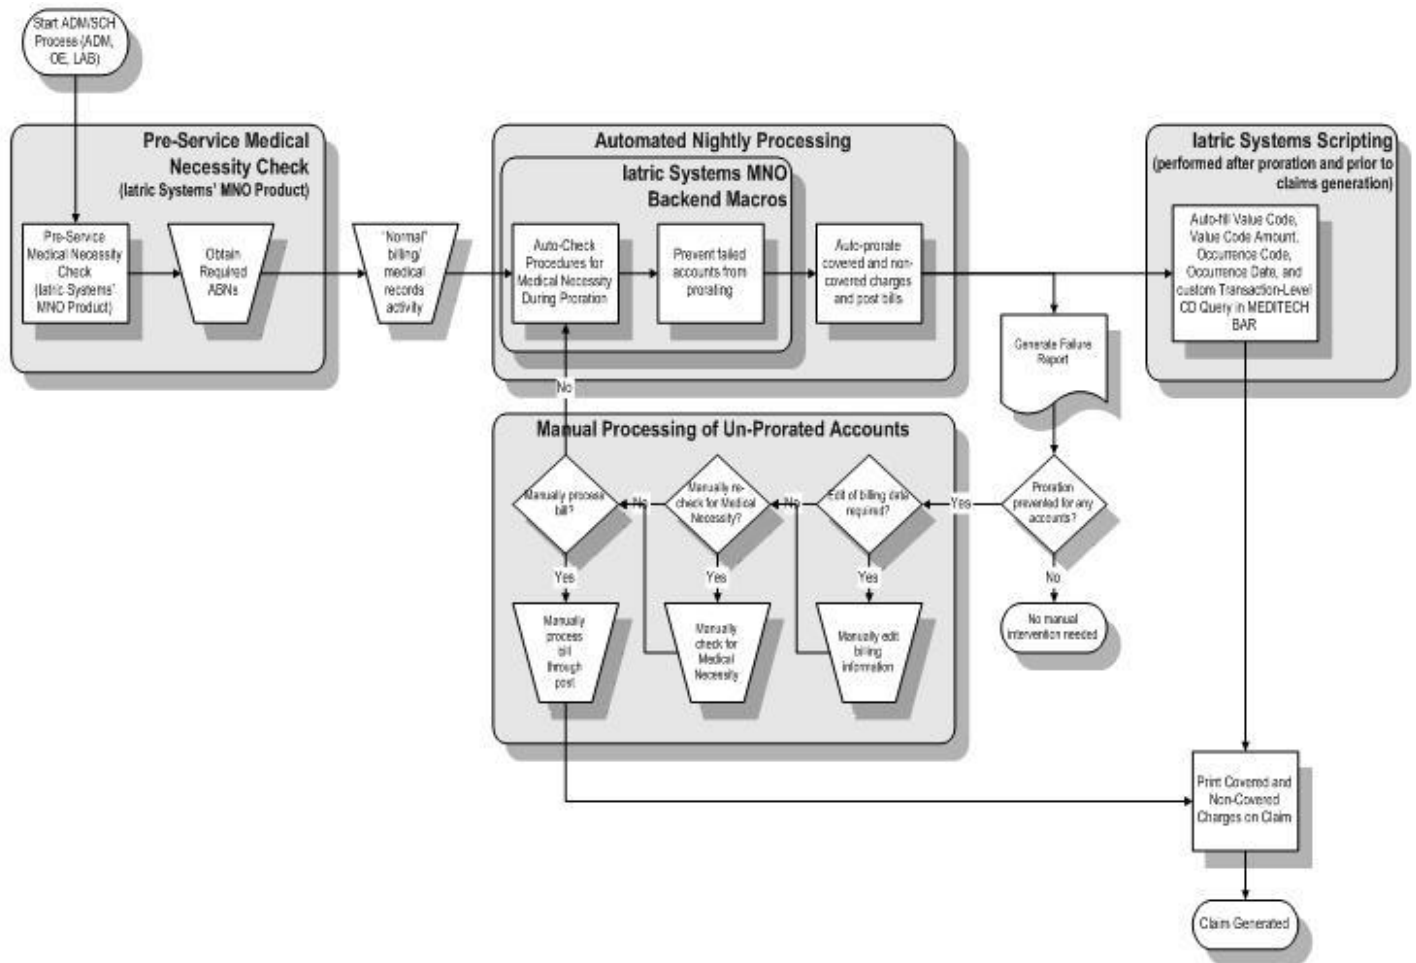 Start ADM/SCH
Process (ADM,
OE, LAB)
Pre-Service Medical
Necessity Check
(Iatric Systems' MNO Product)
Pre-Service
Medical Necessity
Check
(Iatric Systems'
MNO Product)
Obtain
Required
ABNs
"Normal"
billing/
medical
records
activity
Automated Nightly Processing
Iatric Systems MNO
Backend Macros
Auto-Check
Procedures for
Medical Necessity
During Proration
Prevent failed
accounts from
prorating
Auto-prorate
covered and non-
covered charges
and post bills
Iatric Systems Scripting
(performed after proration and prior to
claims generation)
Auto-fill Value Code,
Value Code Amount,
Occurrence Code,
Occurrence Date, and
custom Transaction-Level
CD Query in MEDITECH
BAR
Generate Failure
Report
No
Manual Processing of Un-Prorated Accounts
Manually process
bill?
No
Manually re-
check for Medical
Necessity?
No
Edit of billing data
required?
Yes
Proration
prevented for any
accounts?
Yes
Yes
Yes
No
Manually
process
bill
through
post
Manually
check for
Medical
Necessity
Manually edit
billing
information
No manual
intervention needed
Print Covered and
Non-Covered
Charges on Claim
Claim Generated